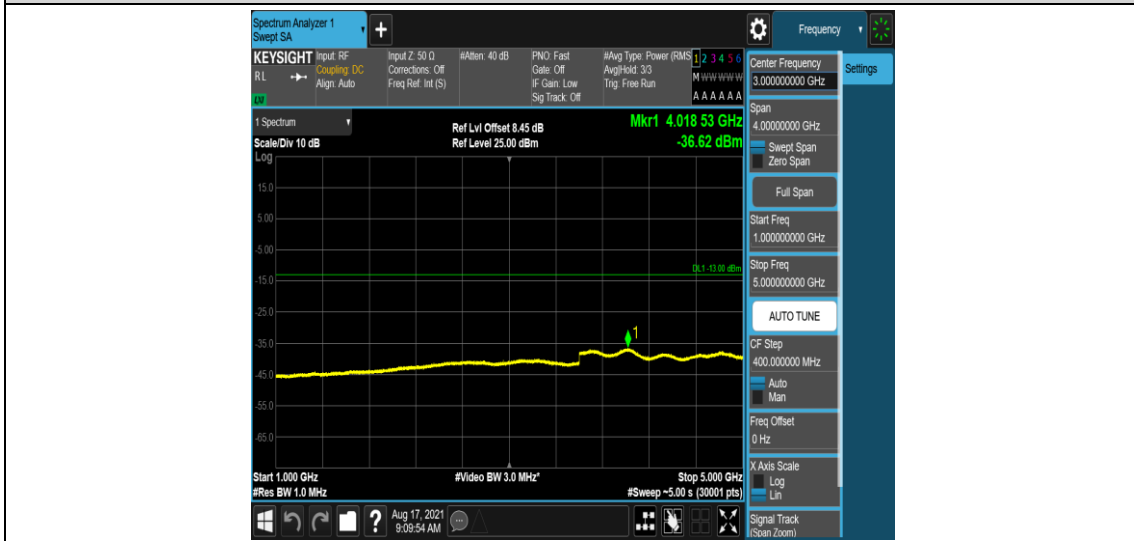 Spectrum Analyzer 1
Swept SA
+
Frequency
KEYSIGHT
RL
LXI
Input: RF
Coupling: DC
Align: Auto
Input Z: 50 Ω
Corrections: Off
Freq Ref: Int (S)
#Atten: 40 dB
PNO: Fast
Gate: Off
IF Gain: Low
Sig Track: Off
#Avg Type: Power (RMS
Avg|Hold: 3/3
Trig: Free Run
1 2 3 4 5 6
M W W W W W
A A A A A A
1 Spectrum
Scale/Div 10 dB
Log
Ref Lvl Offset 8.45 dB
Ref Level 25.00 dBm
Mkr1 4.018 53 GHz
-36.62 dBm
15.0
5.00
-5.00
-15.0
-25.0
-35.0
-45.0
-55.0
-65.0
DL1 -13.00 dBm
1
Start 1.000 GHz
#Res BW 1.0 MHz
#Video BW 3.0 MHz*
Stop 5.000 GHz
#Sweep ~5.00 s (30001 pts)
Center Frequency
3.000000000 GHz
Settings
Span
4.00000000 GHz
Swept Span
Zero Span
Full Span
Start Freq
1.000000000 GHz
Stop Freq
5.000000000 GHz
AUTO TUNE
CF Step
400.000000 MHz
Auto
Man
Freq Offset
0 Hz
X Axis Scale
Log
Lin
Signal Track
(Span Zoom)
?
Aug 17, 2021
9:09:54 AM